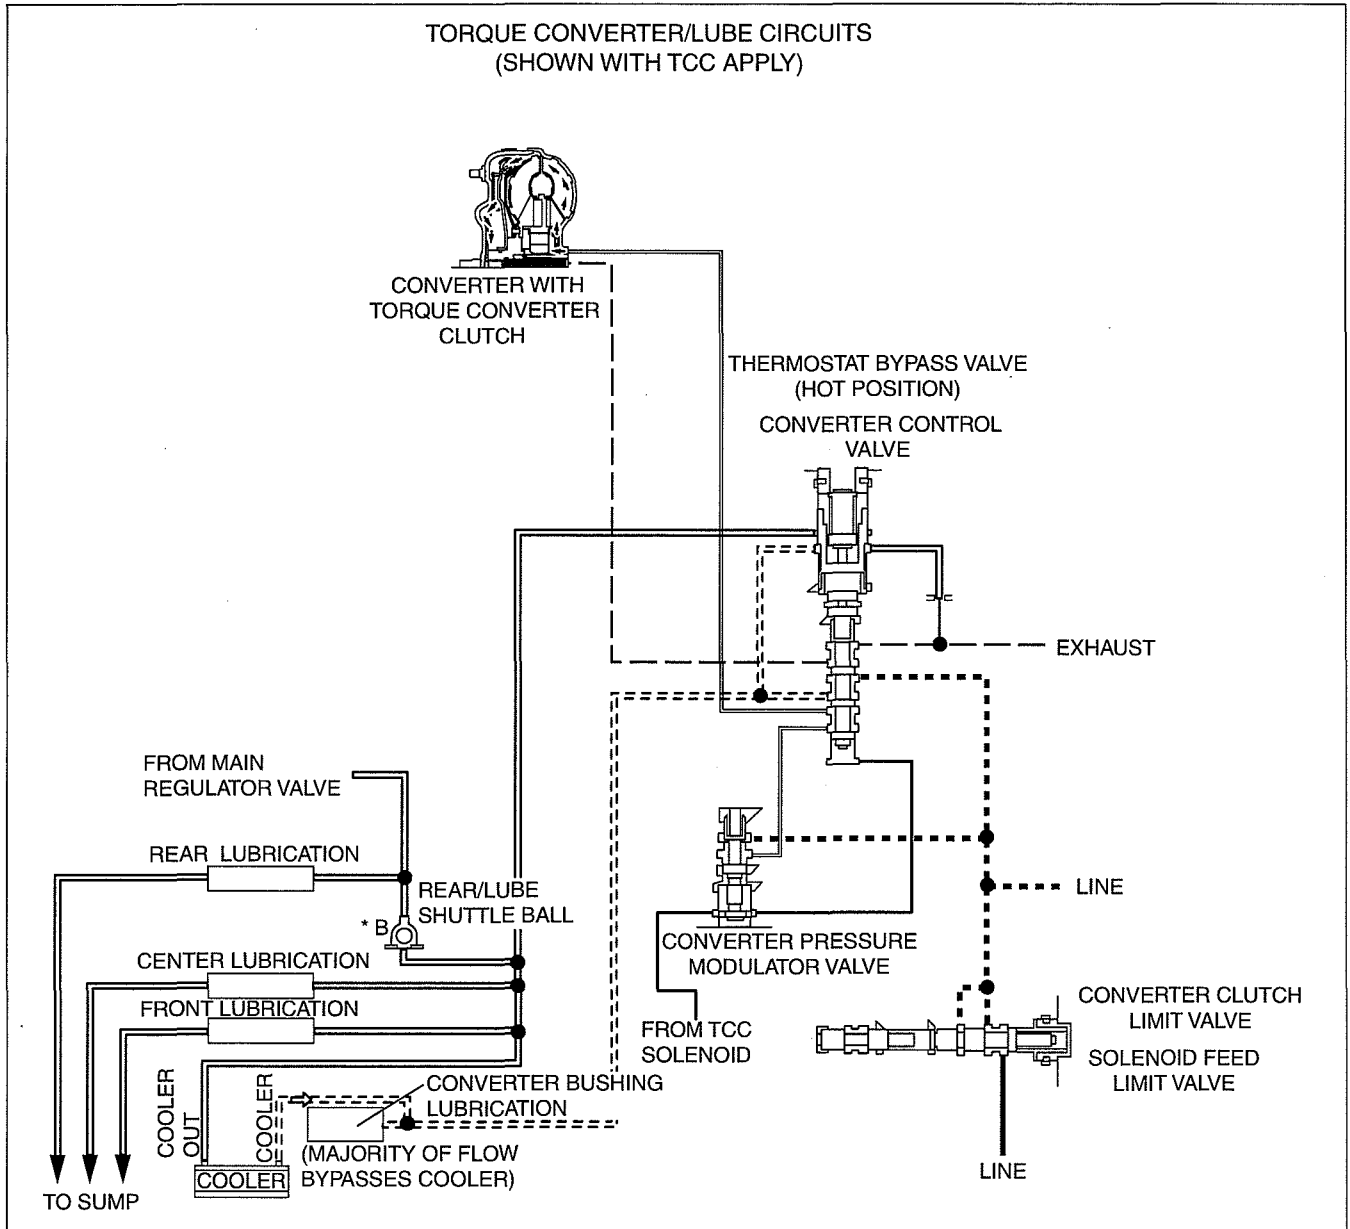 TORQUE CONVERTER/LUBE CIRCUITS
(SHOWN WITH TCC APPLY)
CONVERTER WITH
TORQUE CONVERTER
CLUTCH
THERMOSTAT BYPASS VALVE
(HOT POSITION)
CONVERTER CONTROL
VALVE
EXHAUST
FROM MAIN
REGULATOR VALVE
REAR LUBRICATION
REAR/LUBE
SHUTTLE BALL
* B
LINE
CONVERTER PRESSURE
MODULATOR VALVE
CENTER LUBRICATION
FRONT LUBRICATION
FROM TCC
SOLENOID
CONVERTER CLUTCH
LIMIT VALVE
SOLENOID FEED
LIMIT VALVE
COOLER
OUT
COOLER
CONVERTER BUSHING
LUBRICATION
(MAJORITY OF FLOW
BYPASSES COOLER)
COOLER
LINE
TO SUMP